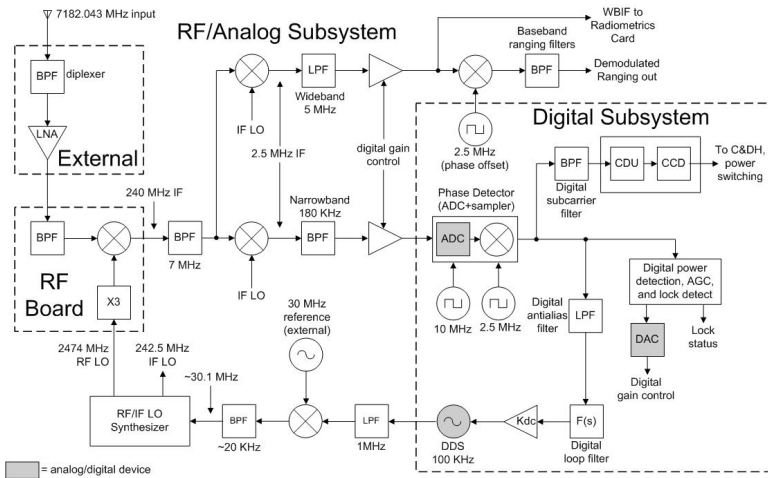 7182.043 MHz input
RF/Analog Subsystem
WBIF to
Radiometrics
Card
Baseband
ranging filters
BPF
diplexer
LPF
BPF
Demodulated
Ranging out
Wideband
5 MHz
LNA
External
IF LO
2.5 MHz IF
digital gain
control
2.5 MHz
(phase offset)
Digital Subsystem
To C&DH,
power
switching
BPF
CDU
CCD
Digital
subcarrier
filter
240 MHz IF
Narrowband
180 KHz
Phase Detector
(ADC+sampler)
BPF
BPF
BPF
ADC
7 MHz
RF
Board
X3
IF LO
30 MHz
reference
(external)
10 MHz
2.5 MHz
Digital
antialias
filter
LPF
Digital power
detection, AGC,
and lock detect
DAC
Lock
status
Digital
gain control
2474 MHz
RF LO
242.5 MHz
IF LO
~30.1 MHz
RF/IF LO
Synthesizer
BPF
~20 KHz
LPF
1MHz
DDS
100 KHz
Kdc
F(s)
Digital
loop filter
= analog/digital device